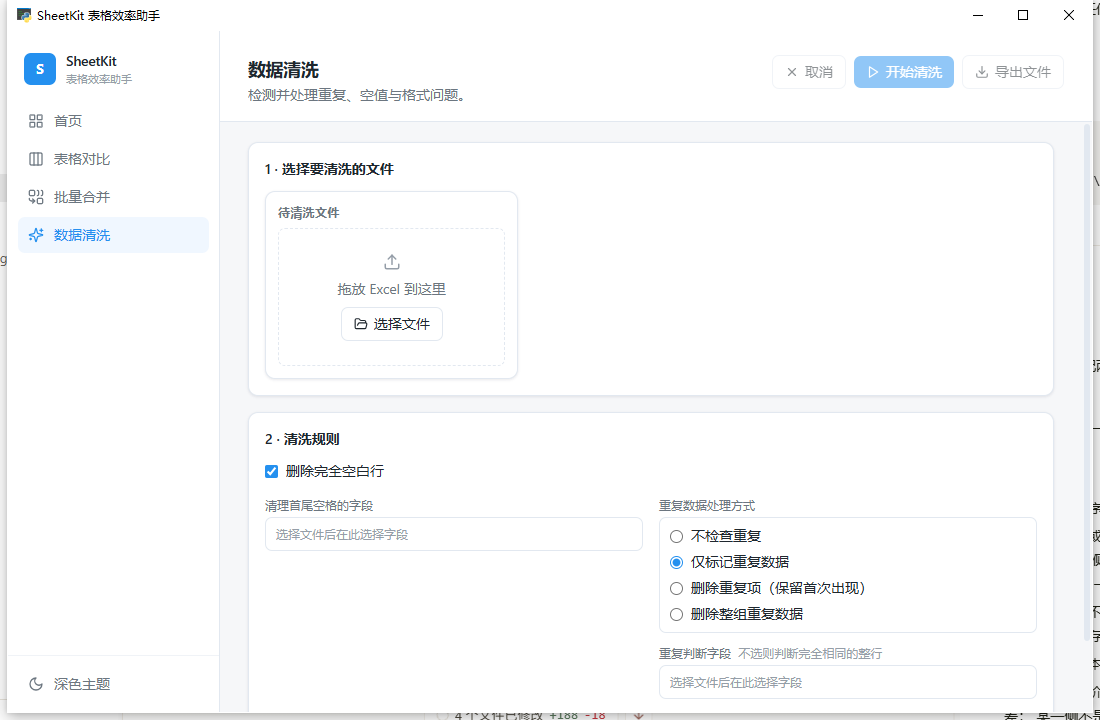 SheetKit 表格效率助手
S
SheetKit
表格效率助手
首页
表格对比
批量合并
数据清洗
深色主题
数据清洗
检测并处理重复、空值与格式问题。
取消
开始清洗
导出文件
1 · 选择要清洗的文件
待清洗文件
拖放 Excel 到这里
选择文件
2 · 清洗规则
删除完全空白行
清理首尾空格的字段
选择文件后在此选择字段
重复数据处理方式
不检查重复
仅标记重复数据
删除重复项（保留首次出现）
删除整组重复数据
重复判断字段 不选则判断完全相同的整行
选择文件后在此选择字段
4 个文件已修改 +188 -18